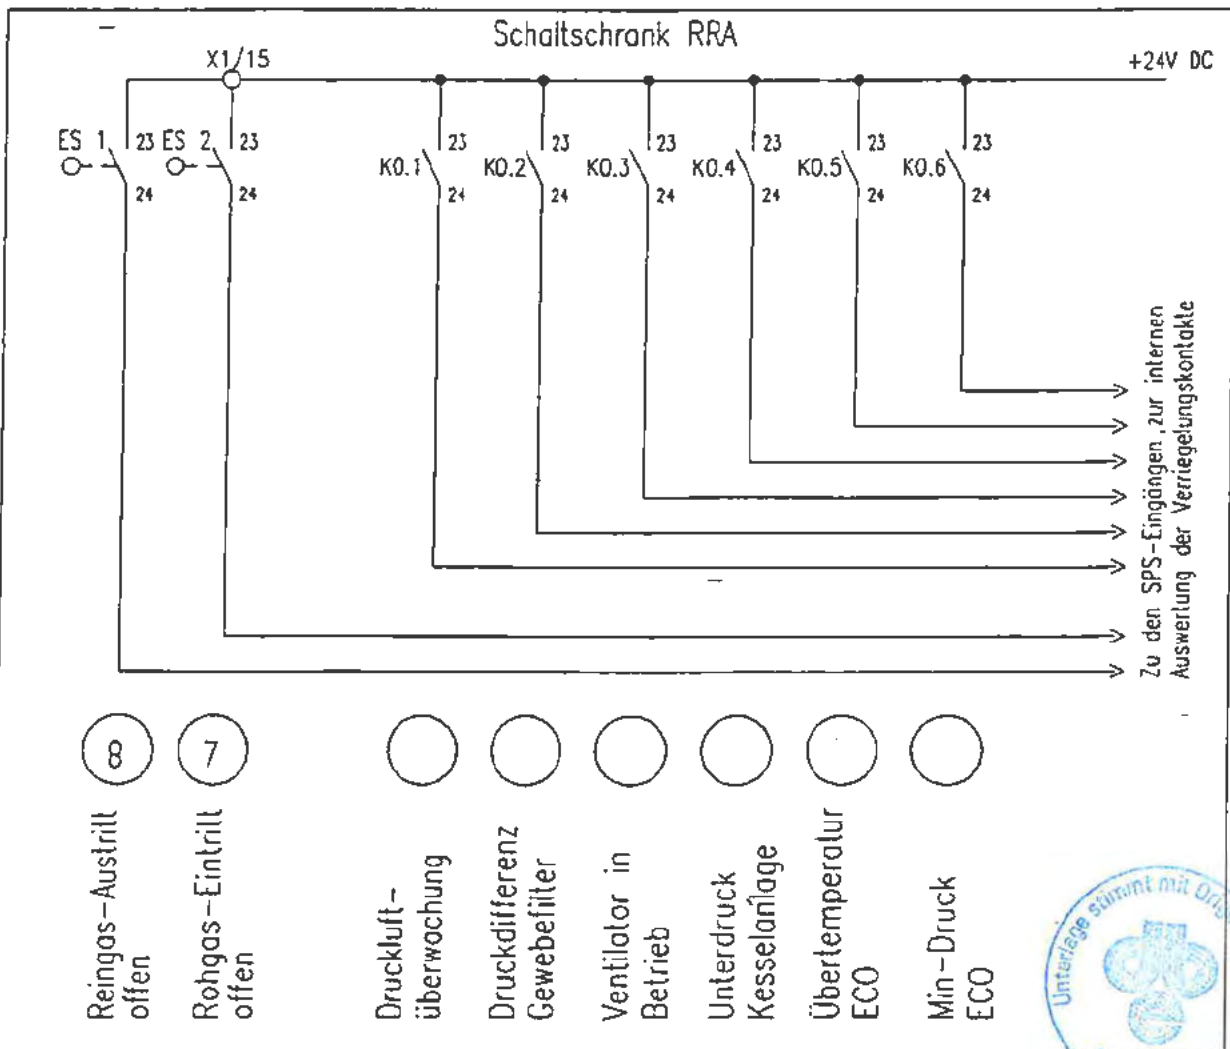 Schaltschrank RRA
X1/15
+24V DC
ES 1
23
ES 2
23
23
23
23
23
23
23
K0.1
K0.2
K0.3
K0.4
K0.5
K0.6
24
24
24
24
24
24
24
24
Zu den SPS-Eingängen, zur internen
Auswertung der Verriegelungskontakte
8
7
Reingas-Austritt
offen
Rohgas-Eintritt
offen
Druckluft-
überwachung
Druckdifferenz
Gewebefilter
Ventilator in
Betrieb
Unterdruck
Kesselanlage
Übertemperatur
ECO
Min-Druck
ECO
Unterlage stimmt mit